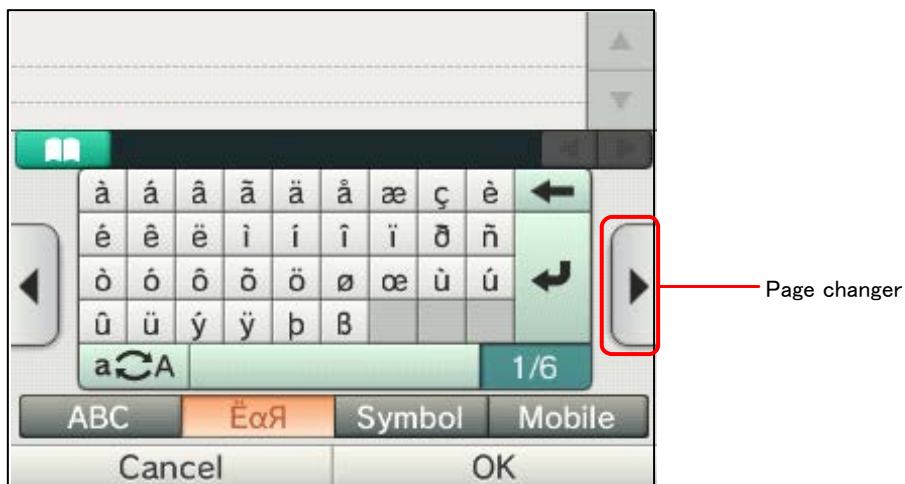 à á â ã ä å æ ç è
é ê ë ì í î ï ð ñ
ò ó ô õ ö ø œ ù ú
Page changer
û ü ý ÿ þ ß
a A 1/6
ABC ËαЯ Symbol Mobile
Cancel OK